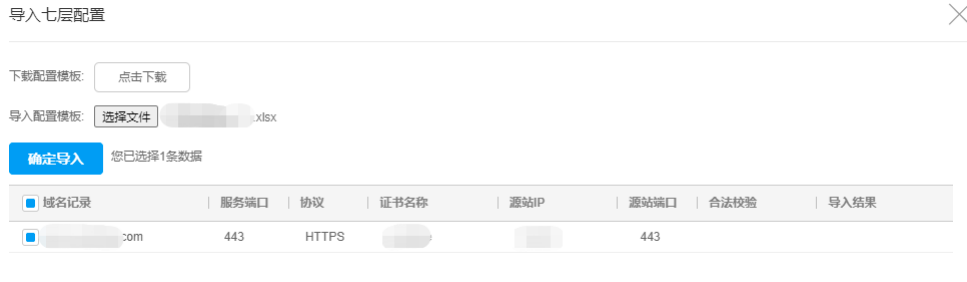 导入七层配置
下载配置模板: 点击下载
导入配置模板: 选择文件 .xlsx
确定导入 您已选择1条数据
域名记录 服务端口 协议 证书名称 源站IP 源站端口 合法校验 导入结果
com 443 HTTPS 443